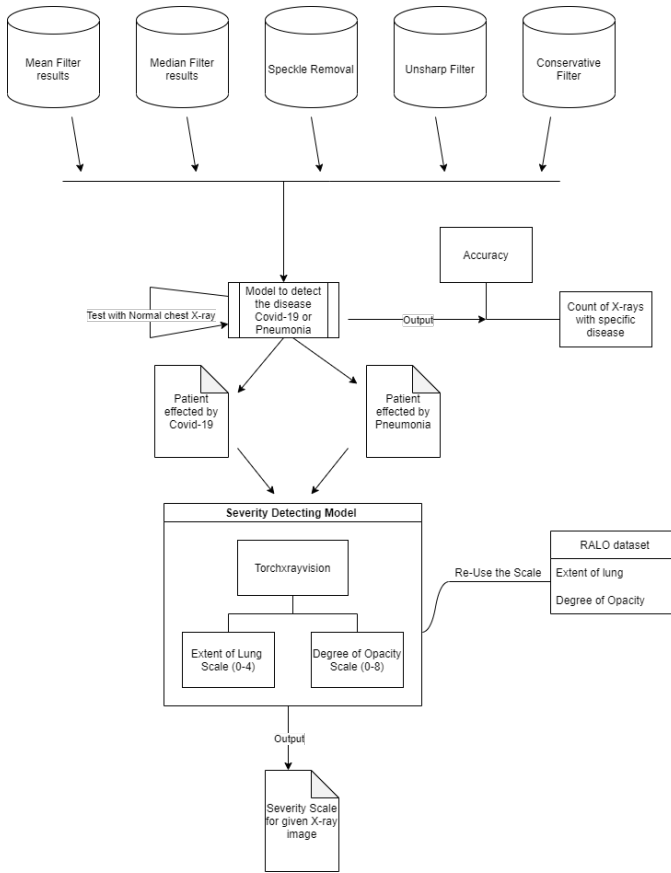 Mean Filter
results
Median Filter
results
Speckle Removal
Unsharp Filter
Conservative
Filter
Accuracy
Model to detect
the disease
Covid-19 or
Pneumonia
Test with Normal chest X-ray
Output
Count of X-rays
with specific
disease
Patient
effected by
Covid-19
Patient
effected by
Pneumonia
Severity Detecting Model
Torchxrayvision
Extent of Lung
Scale (0-4)
Degree of Opacity
Scale (0-8)
Re-Use the Scale
RALO dataset
Extent of lung
Degree of Opacity
Output
Severity Scale
for given X-ray
image